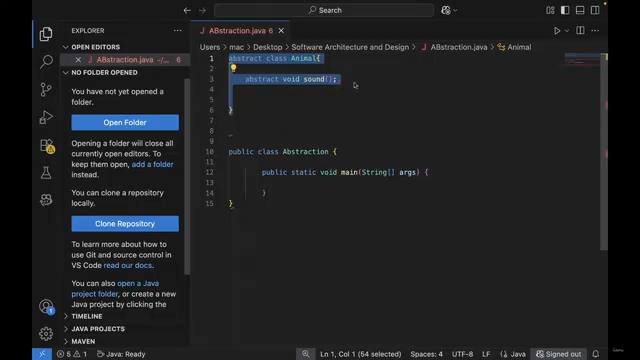 Search
EXPLORER
ABstraction.java 6
OPEN EDITORS
ABstraction.java ~/... 6
NO FOLDER OPENED
You have not yet opened a
folder.
Open Folder
Opening a folder will close
all currently open editors. To
keep them open, add a folder
instead.
You can clone a repository
locally.
Clone Repository
To learn more about how to
use Git and source control in
VS Code read our docs.
You can also open a Java
project folder, or create a new
Java project by clicking the
TIMELINE
JAVA PROJECTS
MAVEN
Users > mac > Desktop > Software Architecture and Design > ABstraction.java > Animal
1 abstract class Animal{
2
3 abstract void sound();
4
5
6 }
7
8
9
10 public class Abstraction {
11
12 public static void main(String[] args) {
13
14 }
15 }
5 1 Java: Ready
Ln 1, Col 1 (54 selected) Spaces: 4 UTF-8 LF {} Java Signed out